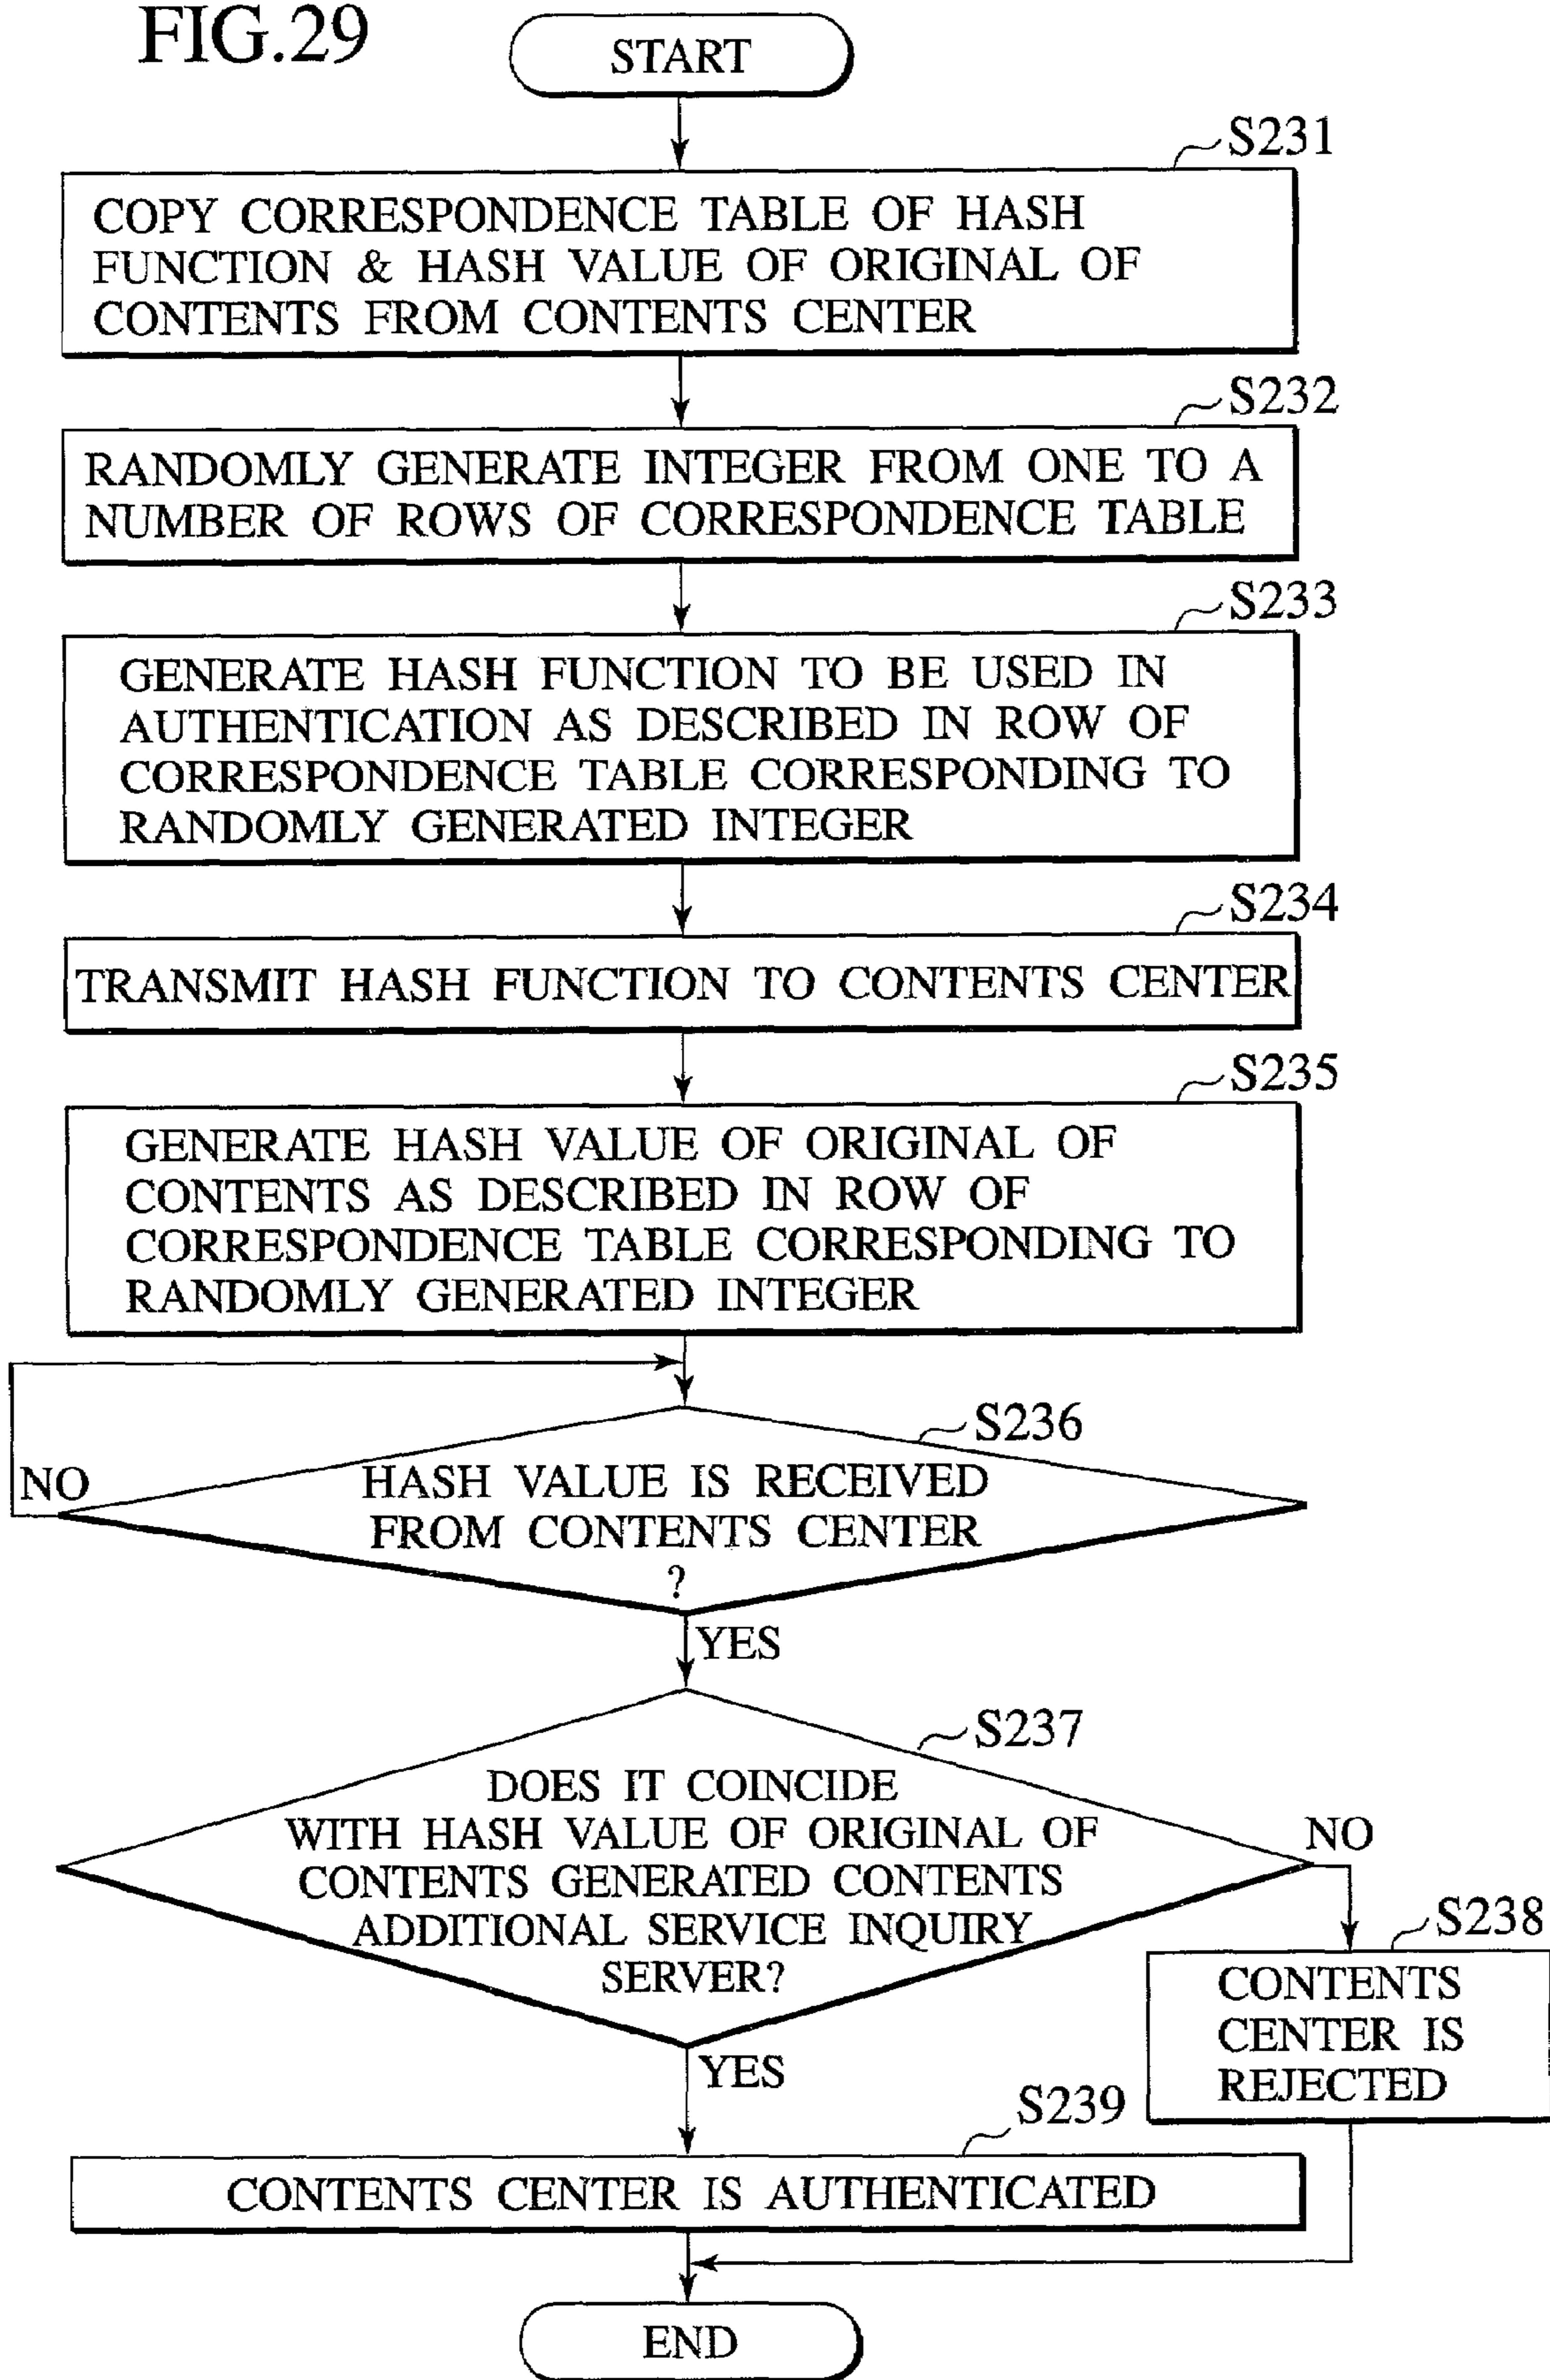 FIG.29
START
S231
COPY CORRESPONDENCE TABLE OF HASH
FUNCTION & HASH VALUE OF ORIGINAL OF
CONTENTS FROM CONTENTS CENTER
S232
RANDOMLY GENERATE INTEGER FROM ONE TO A
NUMBER OF ROWS OF CORRESPONDENCE TABLE
S233
GENERATE HASH FUNCTION TO BE USED IN
AUTHENTICATION AS DESCRIBED IN ROW OF
CORRESPONDENCE TABLE CORRESPONDING TO
RANDOMLY GENERATED INTEGER
S234
TRANSMIT HASH FUNCTION TO CONTENTS CENTER
S235
GENERATE HASH VALUE OF ORIGINAL OF
CONTENTS AS DESCRIBED IN ROW OF
CORRESPONDENCE TABLE CORRESPONDING TO
RANDOMLY GENERATED INTEGER
S236
NO
HASH VALUE IS RECEIVED
FROM CONTENTS CENTER
?
YES
S237
DOES IT COINCIDE
WITH HASH VALUE OF ORIGINAL OF
CONTENTS GENERATED CONTENTS
ADDITIONAL SERVICE INQUIRY
SERVER?
NO
S238
CONTENTS
CENTER IS
REJECTED
YES
S239
CONTENTS CENTER IS AUTHENTICATED
END